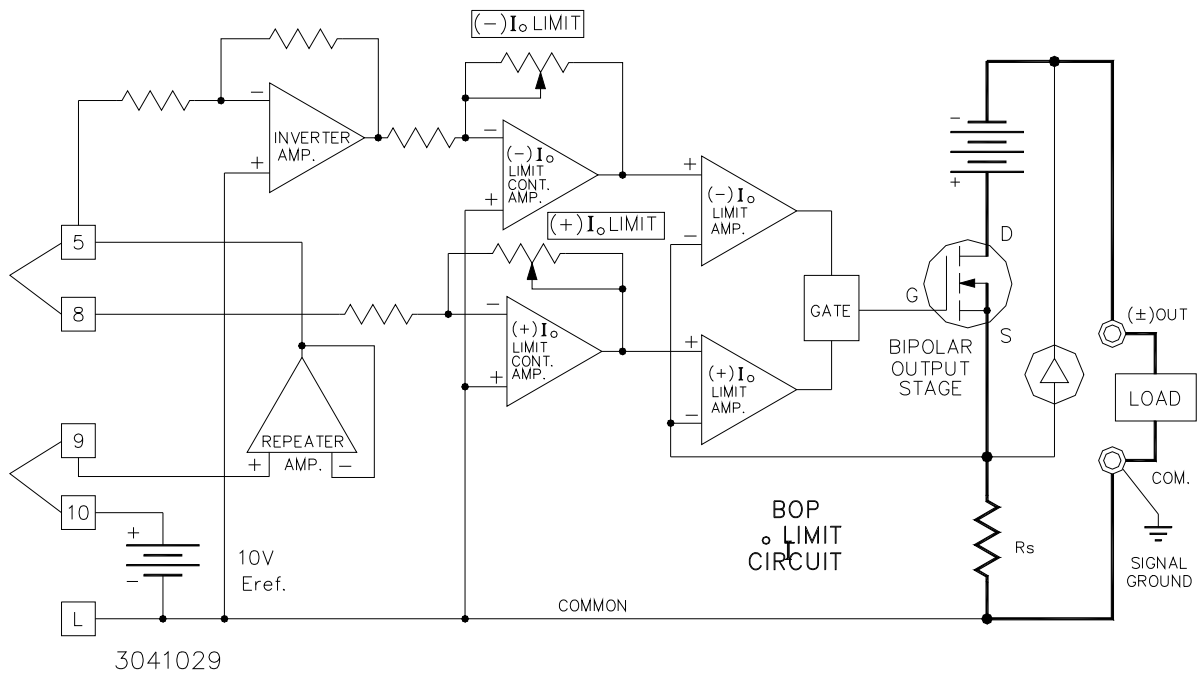 (−)Iₒ LIMIT
−
INVERTER
AMP.
+
−
(−)Iₒ
LIMIT
CONT.
AMP.
+
(+)Iₒ LIMIT
+
(−)Iₒ
LIMIT
AMP.
−
−
+
D
G
S
5
8
−
(+)Iₒ
LIMIT
CONT.
AMP.
+
GATE
BIPOLAR
OUTPUT
STAGE
(±)OUT
LOAD
+
(+)Iₒ
LIMIT
AMP.
−
9
REPEATER
+ AMP. −
10
COM.
+
−
10V
Eref.
BOP
ₒ LIMIT
I
CIRCUIT
Rs
SIGNAL
GROUND
L
COMMON
3041029